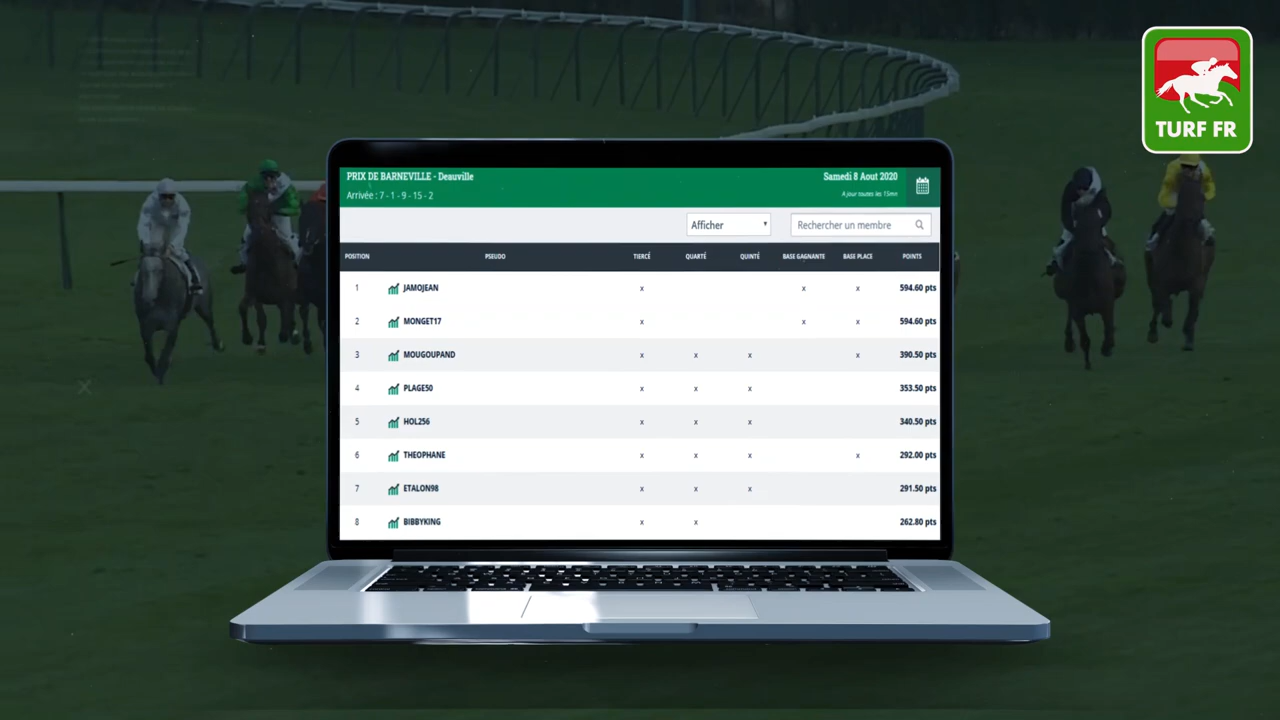 TURF FR
PRIX DE BARNEVILLE - Deauville
Samedi 8 Aout 2020
Arrivée : 7 - 1 - 9 - 15 - 2
A jour toutes les 15mn
Afficher
Rechercher un membre
POSITION PSEUDO TIERCÉ QUARTÉ QUINTÉ BASE GAGNANTE BASE PLACE POINTS
1 JAMOJEAN x x x 594.60 pts
2 MONGET17 x x x 594.60 pts
3 MOUGOUPAND x x x x 390.50 pts
4 PLAGE50 x x x 353.50 pts
5 HOL256 x x x 340.50 pts
6 THEOPHANE x x x x 292.00 pts
7 ETALON98 x x x 291.50 pts
8 BIBBYKING x x 262.80 pts